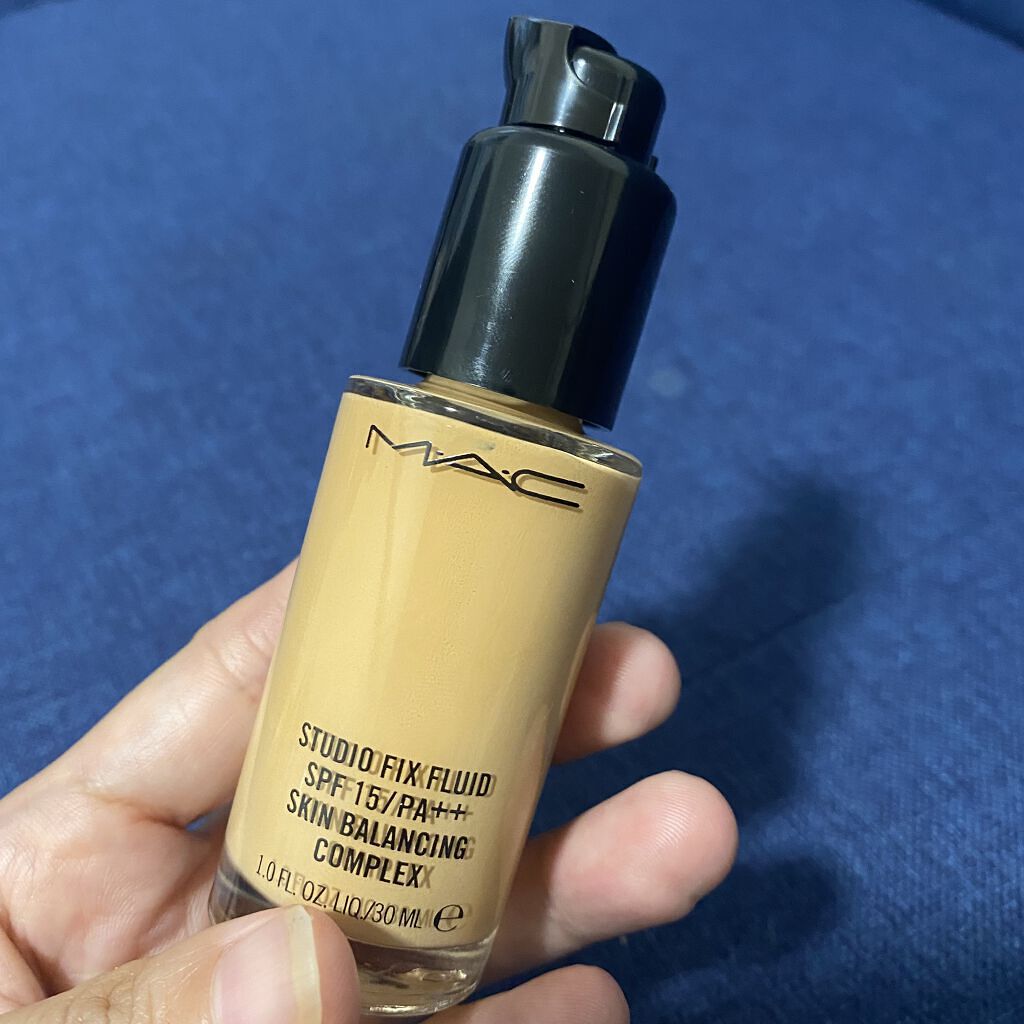 M·A·C
STUDIO FIX FLUID
SPF 15/PA++
SKIN BALANCING
COMPLEX
1.0 FL. OZ. LIQ./30 ML ℮